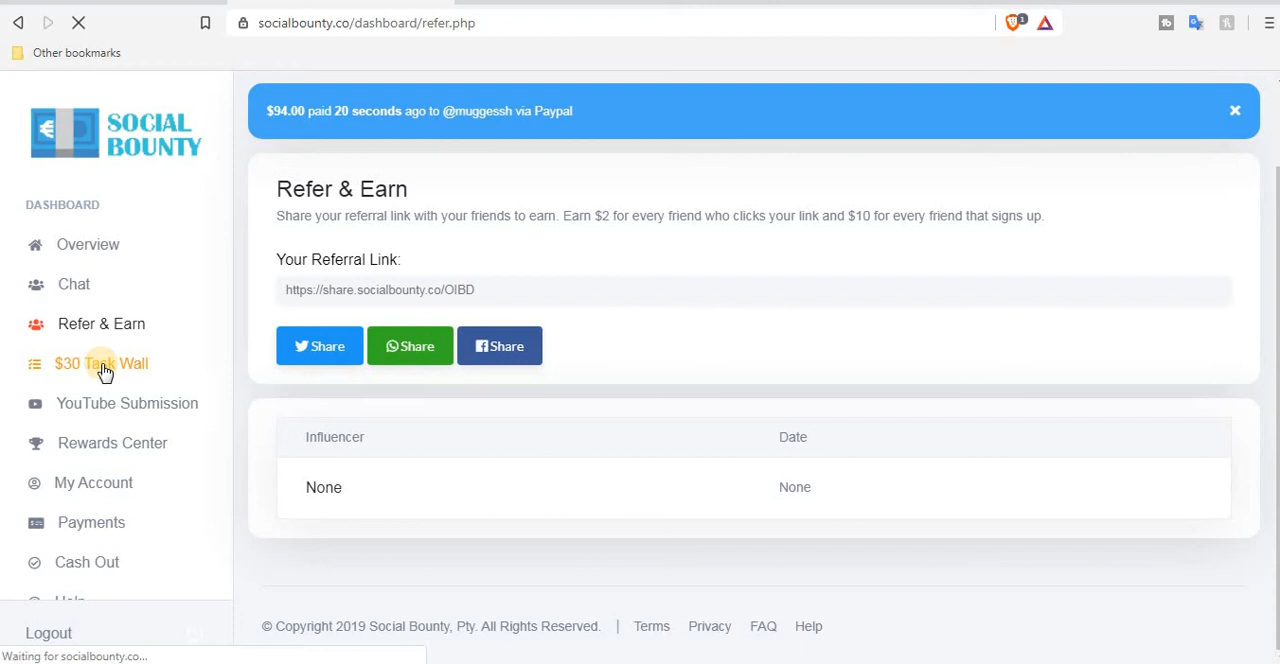 socialbounty.co/dashboard/refer.php
1
Other bookmarks
SOCIAL
BOUNTY
DASHBOARD
Overview
Chat
Refer & Earn
$30 Task Wall
YouTube Submission
Rewards Center
My Account
Payments
Cash Out
Help
Logout
Waiting for socialbounty.co...
$94.00 paid 20 seconds ago to @muggessh via Paypal
Refer & Earn
Share your referral link with your friends to earn. Earn $2 for every friend who clicks your link and $10 for every friend that signs up.
Your Referral Link:
https://share.socialbounty.co/OIBD
Share Share Share
Influencer Date
None None
© Copyright 2019 Social Bounty, Pty. All Rights Reserved. | Terms Privacy FAQ Help